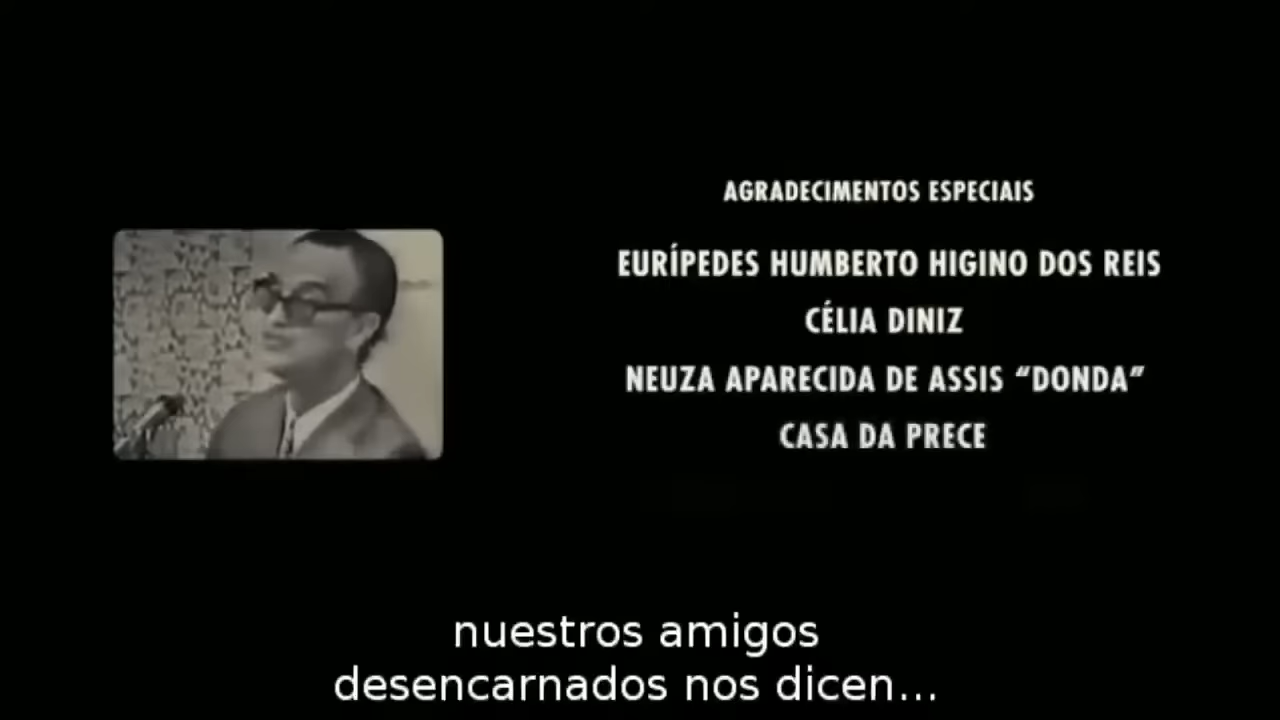 AGRADECIMENTOS ESPECIAIS
EURÍPEDES HUMBERTO HIGINO DOS REIS
CÉLIA DINIZ
NEUZA APARECIDA DE ASSIS “DONDA”
CASA DA PRECE
nuestros amigos
desencarnados nos dicen...